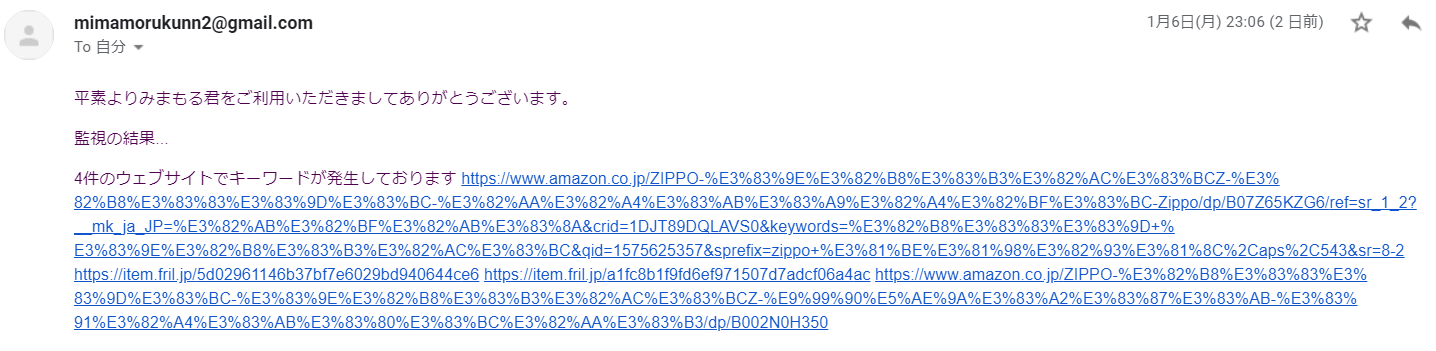 mimamorukunn2@gmail.com
1月6日(月) 23:06 (2 日前)
To 自分
平素よりみまもる君をご利用いただきましてありがとうございます。
監視の結果...
4件のウェブサイトでキーワードが発生しております https://www.amazon.co.jp/ZIPPO-%E3%83%9E%E3%82%B8%E3%83%B3%E3%82%AC%E3%83%BCZ-%E3%
82%B8%E3%83%83%E3%83%9D%E3%83%BC-%E3%82%AA%E3%82%A4%E3%83%AB%E3%83%A9%E3%82%A4%E3%82%BF%E3%83%BC-Zippo/dp/B07Z65KZG6/ref=sr_1_2?
__mk_ja_JP=%E3%82%AB%E3%82%BF%E3%82%AB%E3%83%8A&crid=1DJT89DQLAVS0&keywords=%E3%82%B8%E3%83%83%E3%83%9D+%
E3%83%9E%E3%82%B8%E3%83%B3%E3%82%AC%E3%83%BC&qid=1575625357&sprefix=zippo+%E3%81%BE%E3%81%98%E3%82%93%E3%81%8C%2Caps%2C543&sr=8-2
https://item.fril.jp/5d02961146b37bf7e6029bd940644ce6 https://item.fril.jp/a1fc8b1f9fd6ef971507d7adcf06a4ac https://www.amazon.co.jp/ZIPPO-%E3%82%B8%E3%83%83%E3%
83%9D%E3%83%BC-%E3%83%9E%E3%82%B8%E3%83%B3%E3%82%AC%E3%83%BCZ-%E9%99%90%E5%AE%9A%E3%83%A2%E3%83%87%E3%83%AB-%E3%83%
91%E3%82%A4%E3%83%AB%E3%83%80%E3%83%BC%E3%82%AA%E3%83%B3/dp/B002N0H350